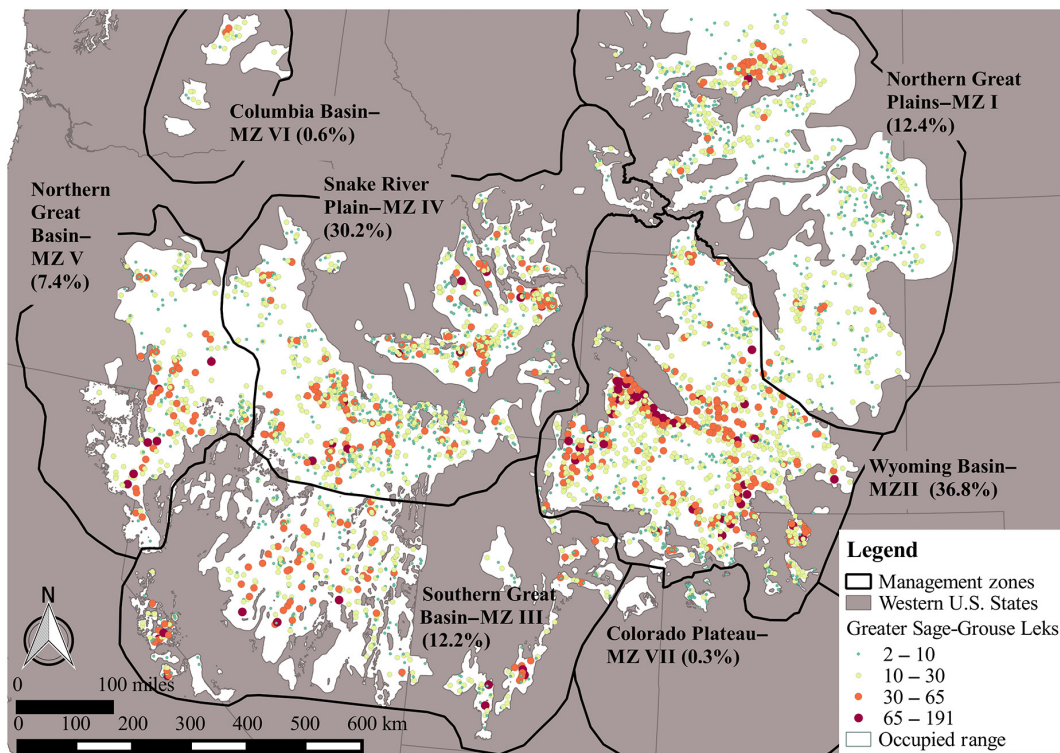 Columbia Basin–
MZ VI (0.6%)
Northern Great
Plains–MZ I
(12.4%)
Northern
Great
Basin–
MZ V
(7.4%)
Snake River
Plain–MZ IV
(30.2%)
Wyoming Basin–
MZII (36.8%)
Southern Great
Basin–MZ III
(12.2%)
Colorado Plateau–
MZ VII (0.3%)
N
0 100 miles
0 100 200 300 400 600 km
Legend
Management zones
Western U.S. States
Greater Sage-Grouse Leks
2 – 10
10 – 30
30 – 65
65 – 191
Occupied range